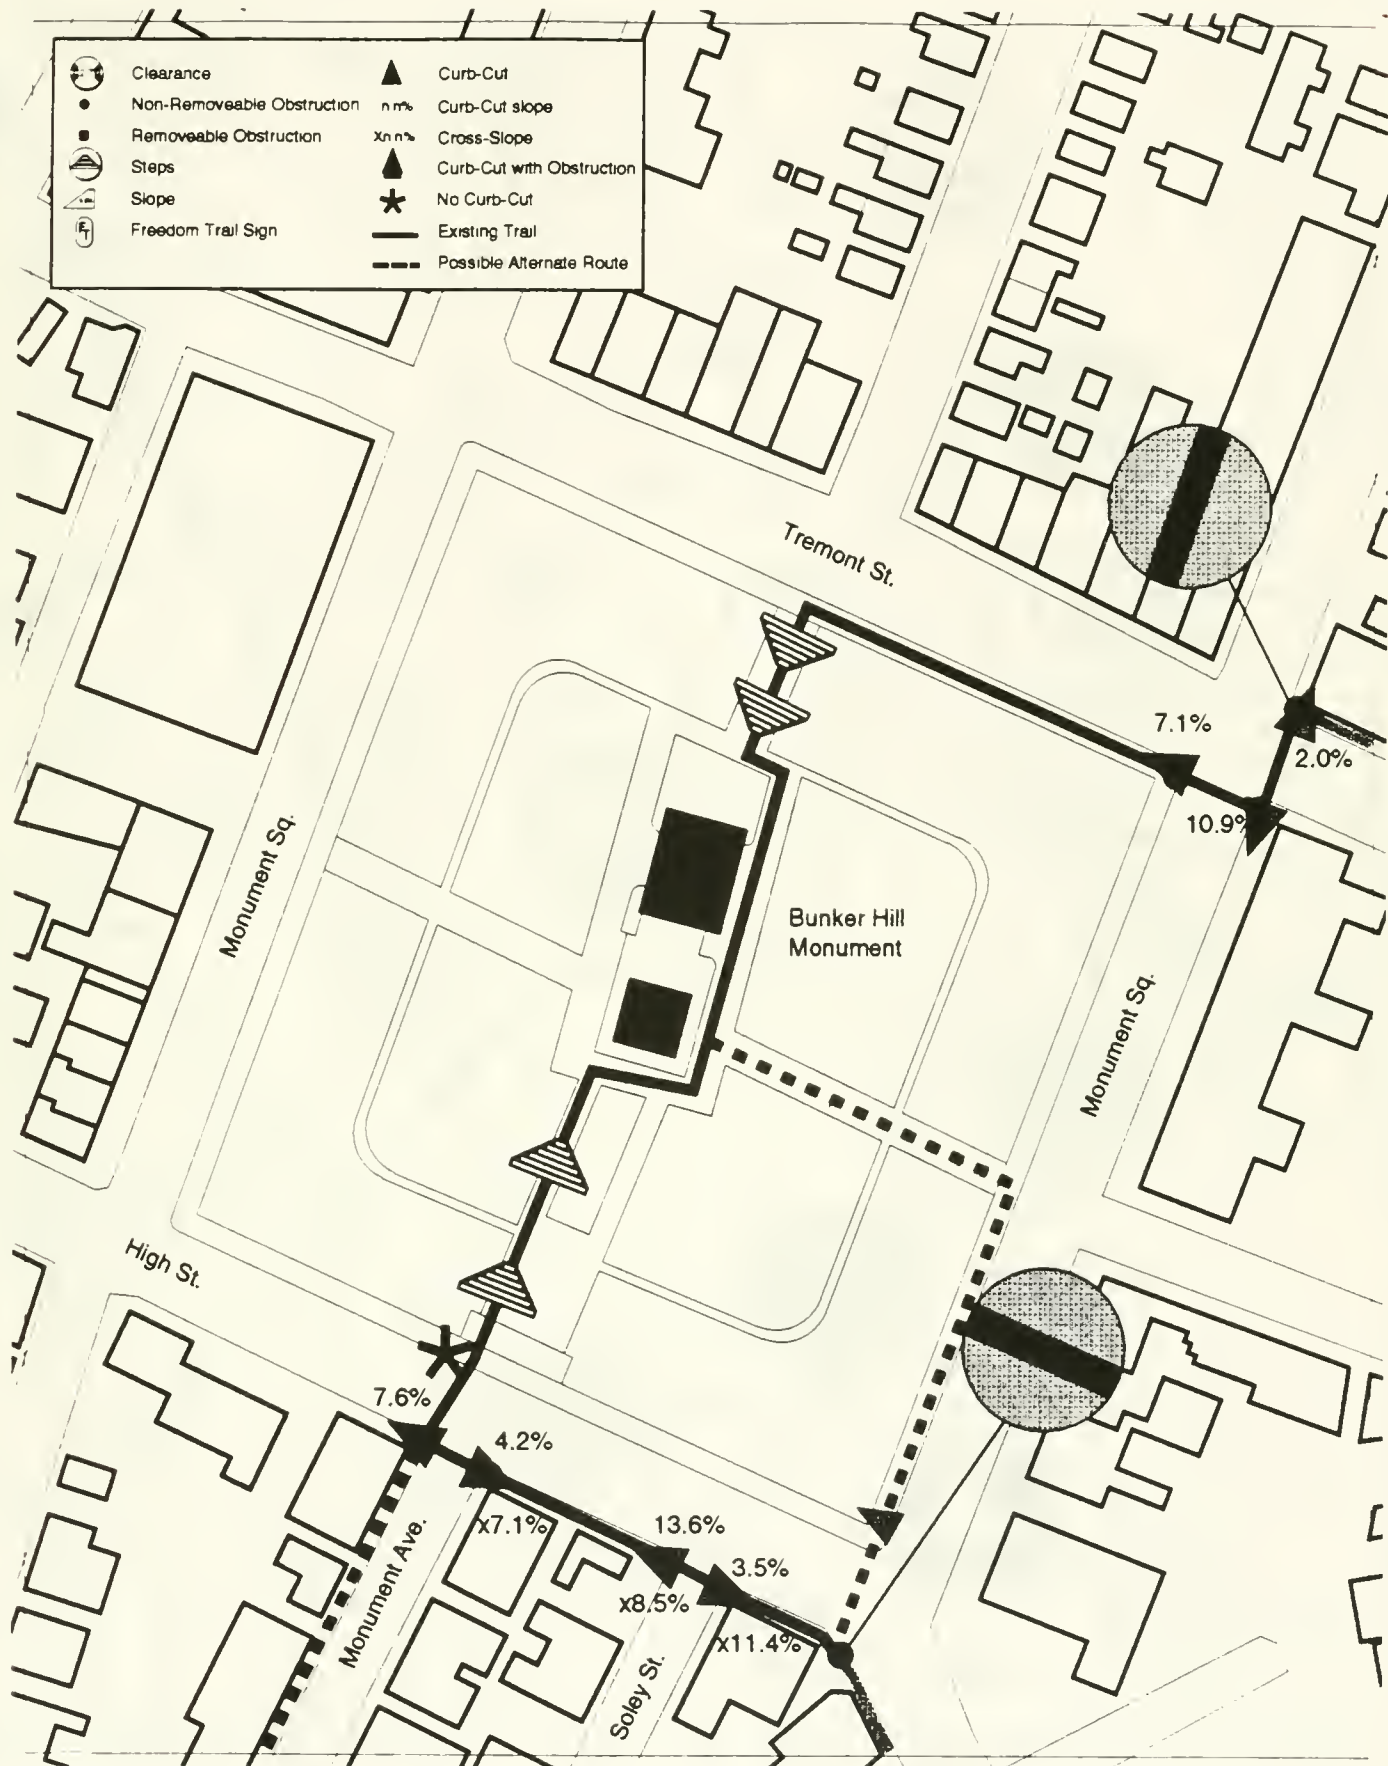 Clearance
Non-Removeable Obstruction
Removeable Obstruction
Steps
Slope
FT
Freedom Trail Sign
Curb-Cut
n n% Curb-Cut slope
Xn n% Cross-Slope
Curb-Cut with Obstruction
No Curb-Cut
Existing Trail
Possible Alternate Route
Tremont St.
7.1%
2.0%
10.9%
Monument Sq.
Bunker Hill
Monument
Monument Sq.
High St.
7.6%
4.2%
x7.1%
13.6%
3.5%
x8.5%
x11.4%
Monument Ave.
Soley St.